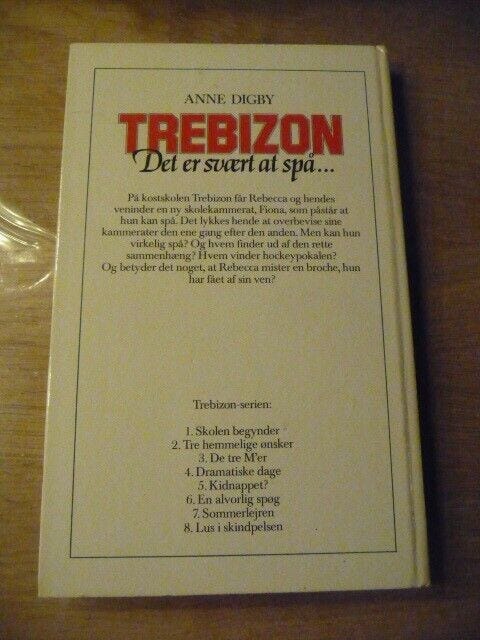 ANNE DIGBY
TREBIZON
Det er svært at spå...
På kostskolen Trebizon får Rebecca og hendes
veninder en ny skolekammerat, Fiona, som påstår at
hun kan spå. Det lykkes hende at overbevise sine
kammerater den ene gang efter den anden. Men kan hun
virkelig spå? Og hvem finder ud af den rette
sammenhæng? Hvem vinder hockeypokalen?
Og betyder det noget, at Rebecca mister en broche, hun
har fået af sin ven?
Trebizon-serien:
1. Skolen begynder
2. Tre hemmelige ønsker
3. De tre M'er
4. Dramatiske dage
5. Kidnappet?
6. En alvorlig spøg
7. Sommerlejren
8. Lus i skindpelsen